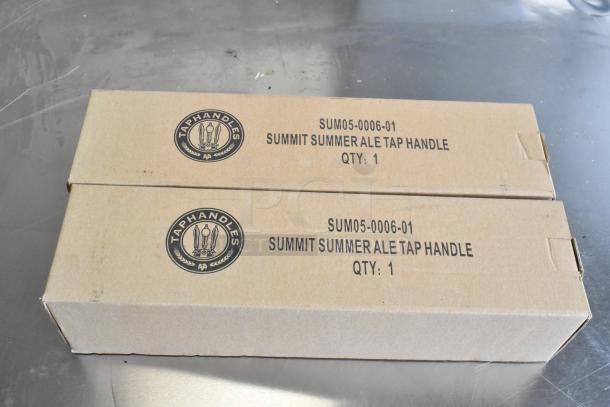 TAPHANDLES
SUM05-0006-01
SUMMIT SUMMER ALE TAP HANDLE
QTY: 1
TAPHANDLES
SUM05-0006-01
SUMMIT SUMMER ALE TAP HANDLE
QTY: 1
PCI